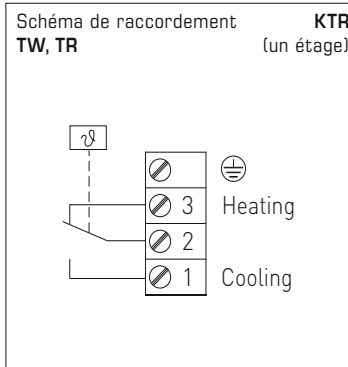 Schéma de raccordement KTR
TW, TR (un étage)
ϑ
3 Heating
2
1 Cooling